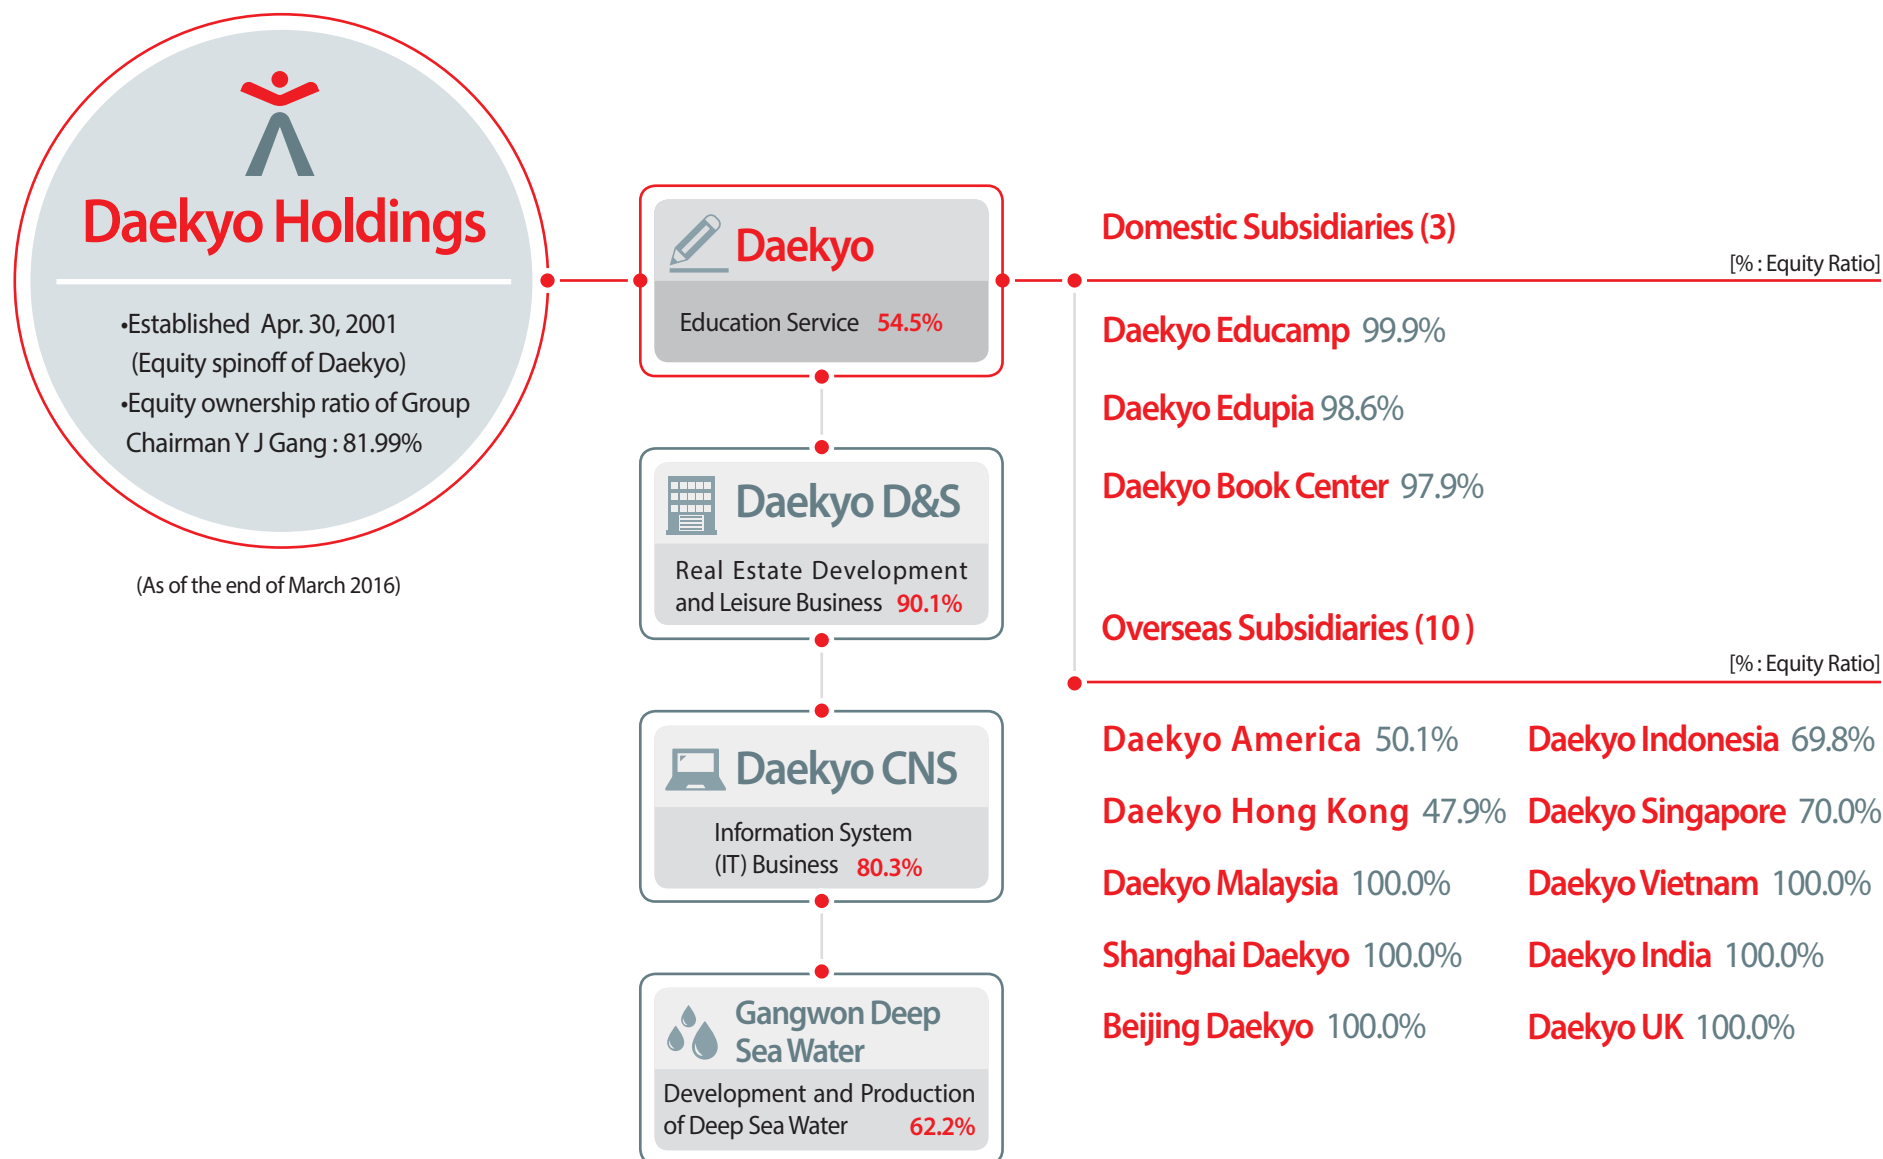 Daekyo Holdings
•Established Apr. 30, 2001
(Equity spinoff of Daekyo)
•Equity ownership ratio of Group
Chairman Y J Gang : 81.99%
(As of the end of March 2016)
Daekyo
Education Service 54.5%
Daekyo D&S
Real Estate Development
and Leisure Business 90.1%
Daekyo CNS
Information System
(IT) Business 80.3%
Gangwon Deep
Sea Water
Development and Production
of Deep Sea Water 62.2%
Domestic Subsidiaries (3)
[% : Equity Ratio]
Daekyo Educamp 99.9%
Daekyo Edupia 98.6%
Daekyo Book Center 97.9%
Overseas Subsidiaries (10 )
[% : Equity Ratio]
Daekyo America 50.1%
Daekyo Hong Kong 47.9%
Daekyo Malaysia 100.0%
Shanghai Daekyo 100.0%
Beijing Daekyo 100.0%
Daekyo Indonesia 69.8%
Daekyo Singapore 70.0%
Daekyo Vietnam 100.0%
Daekyo India 100.0%
Daekyo UK 100.0%